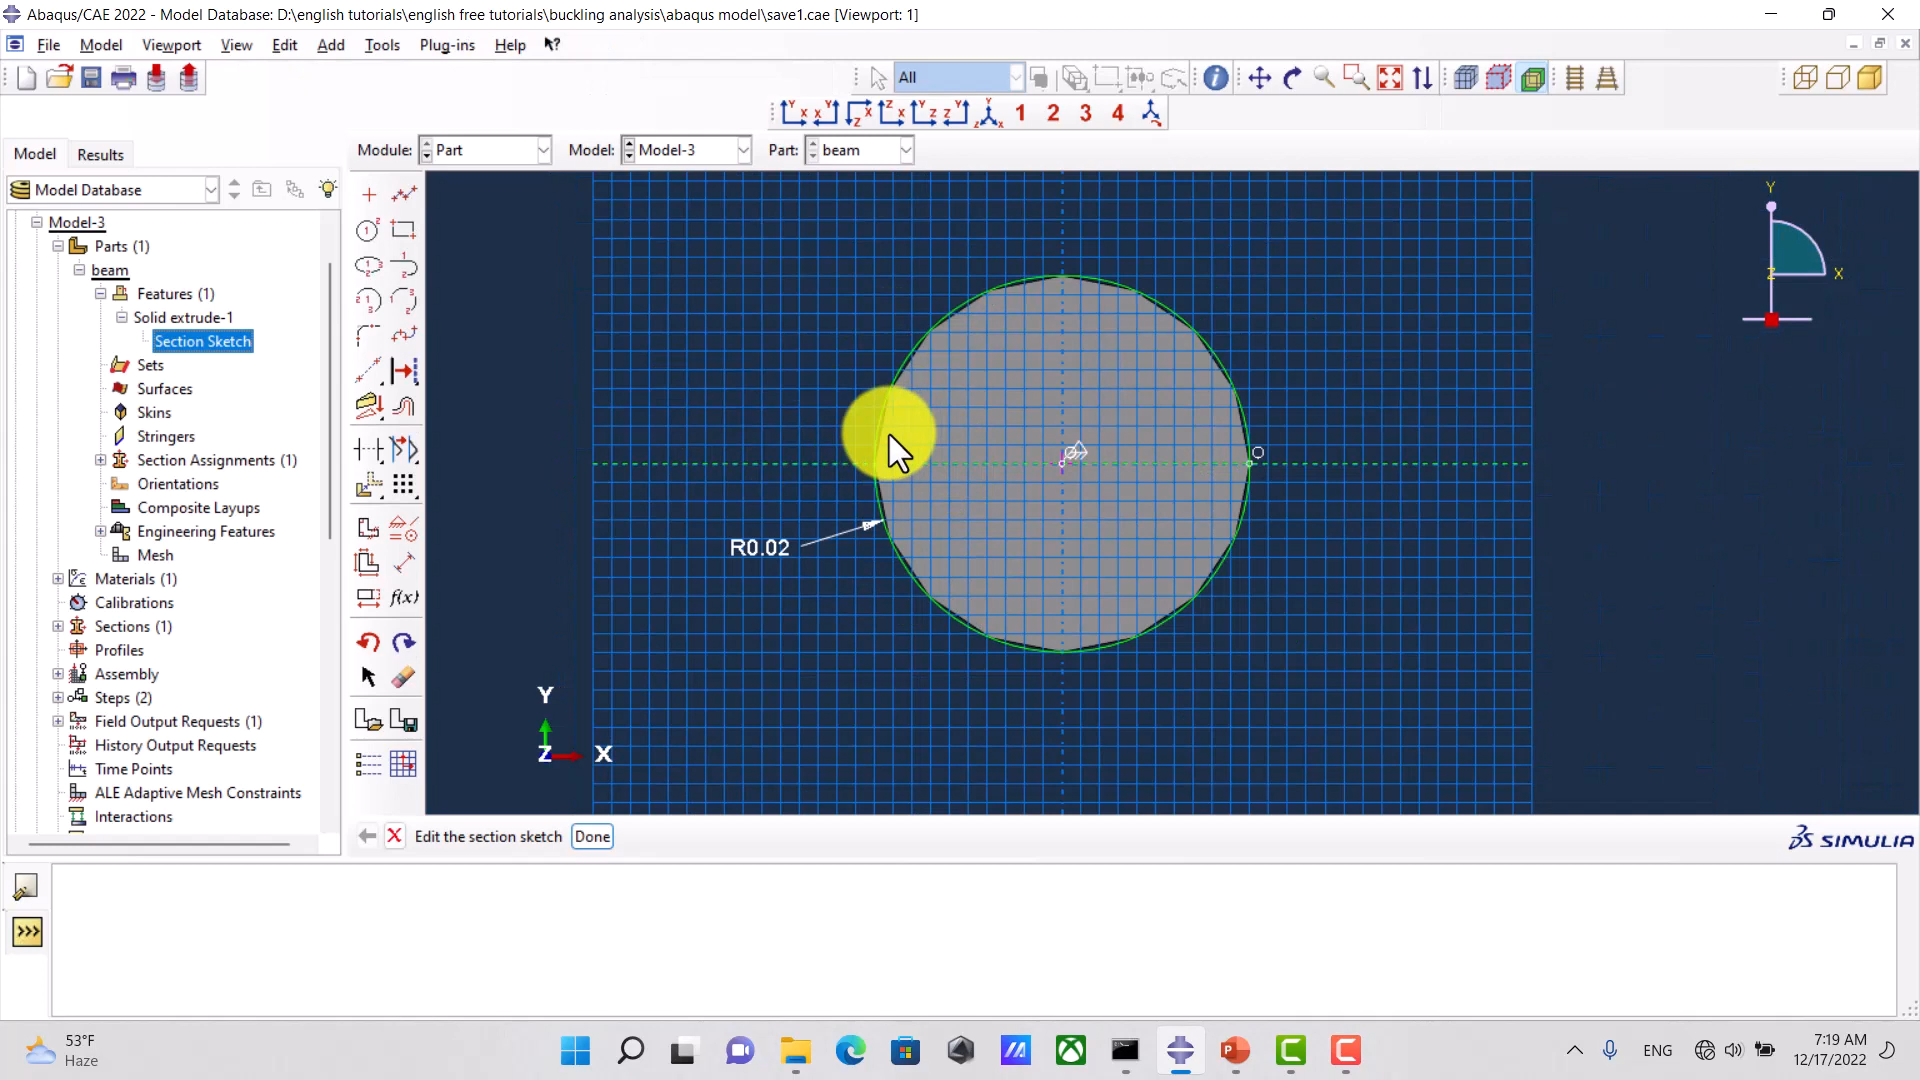 Abaqus/CAE 2022 - Model Database: D:\english tutorials\english free tutorials\buckling analysis\abaqus model\save1.cae [Viewport: 1]
File Model Viewport View Edit Add Tools Plug-ins Help
All
1 2 3 4
Model Results
Module: Part Model: Model-3 Part: beam
Model Database
Model-3
Parts (1)
beam
Features (1)
Solid extrude-1
Section Sketch
Sets
Surfaces
Skins
Stringers
Section Assignments (1)
Orientations
Composite Layups
Engineering Features
Mesh
Materials (1)
Calibrations
Sections (1)
Profiles
Assembly
Steps (2)
Field Output Requests (1)
History Output Requests
Time Points
ALE Adaptive Mesh Constraints
Interactions
f(x)
R0.02
Y
Z X
Y
Z X
Edit the section sketch Done
SIMULIA
>>>
53°F
Haze
ENG
7:19 AM
12/17/2022